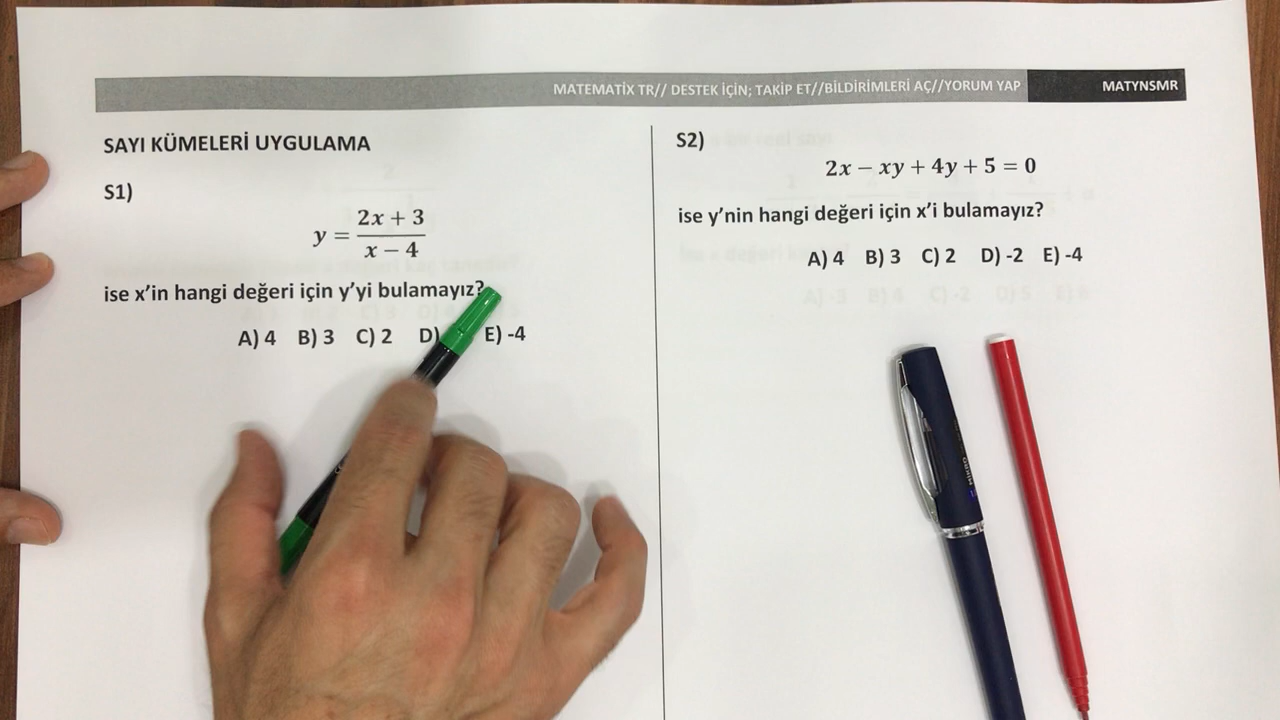 MATEMATİX TR// DESTEK İÇİN; TAKİP ET//BİLDİRİMLERİ AÇ//YORUM YAP MATYNSMR
SAYI KÜMELERİ UYGULAMA
S1)
y = (2x + 3)/(x − 4)
ise x’in hangi değeri için y’yi bulamayız?
A) 4 B) 3 C) 2 D) E) -4
S2)
2x − xy + 4y + 5 = 0
ise y’nin hangi değeri için x’i bulamayız?
A) 4 B) 3 C) 2 D) -2 E) -4